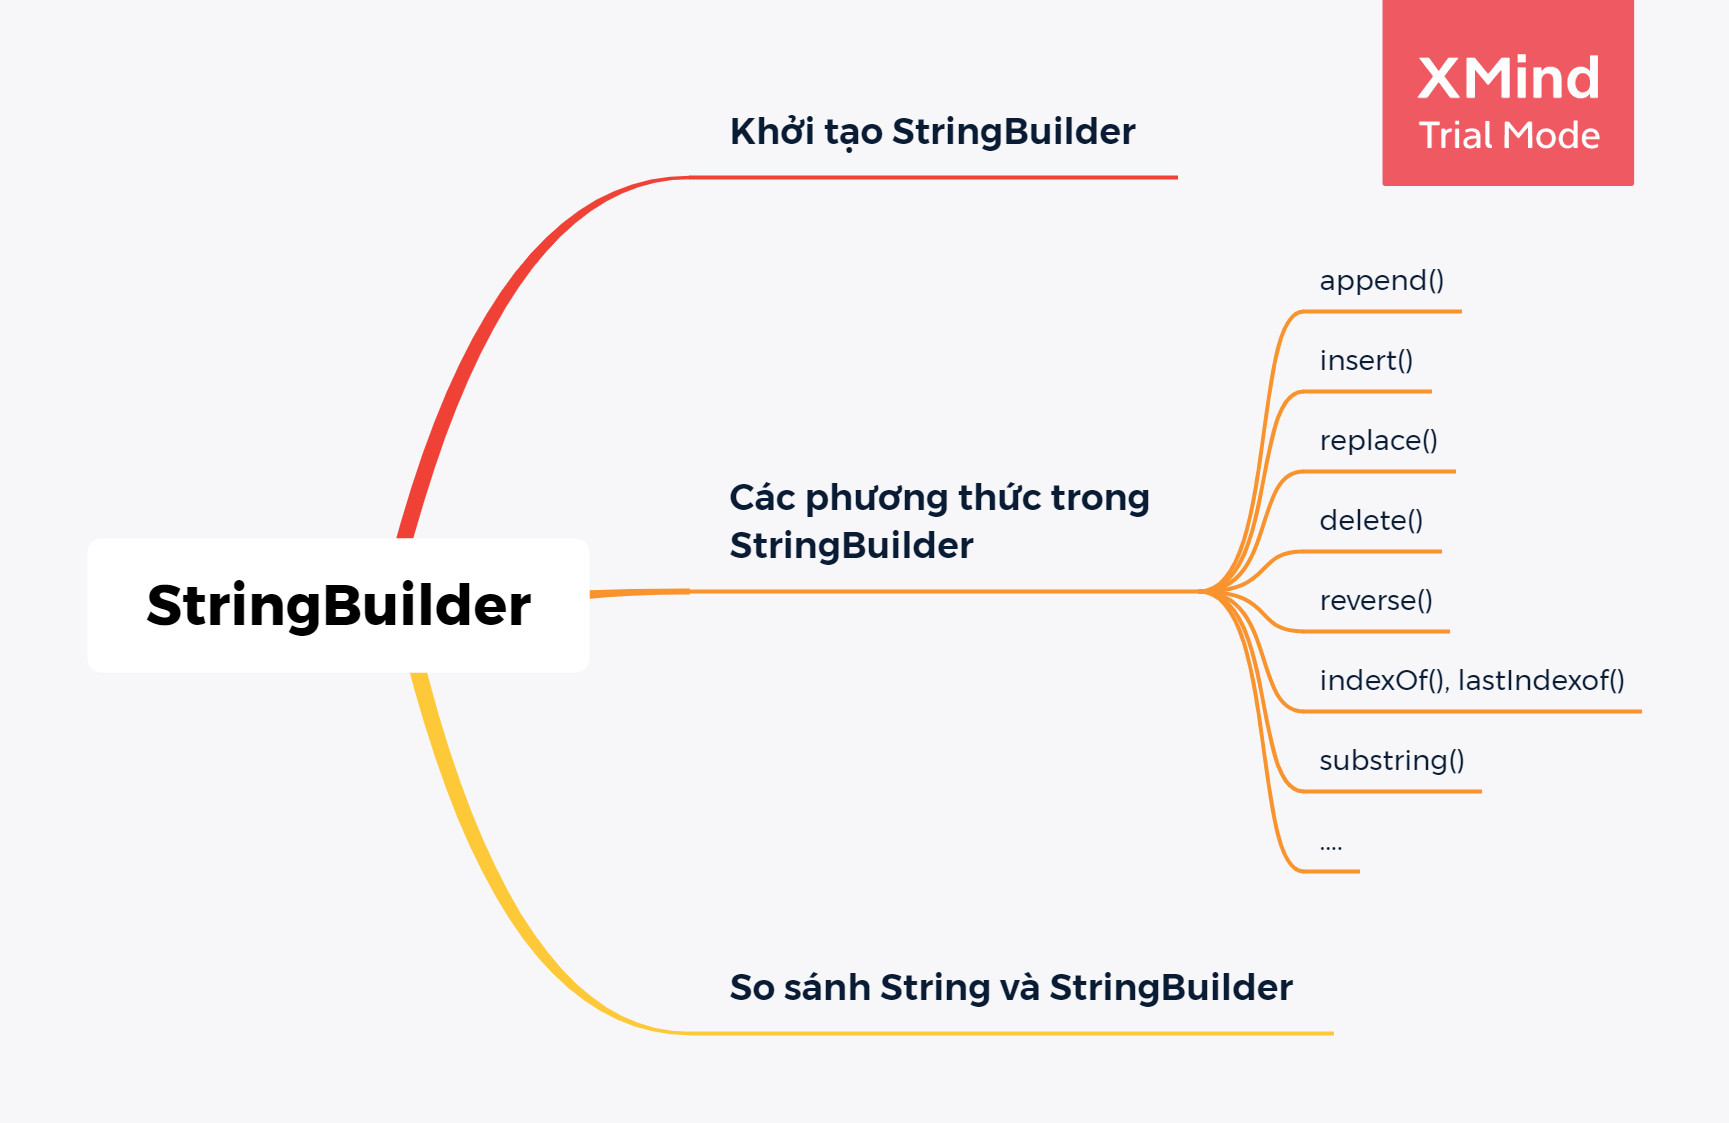 XMind
Trial Mode
Khởi tạo StringBuilder
append()
insert()
replace()
Các phương thức trong
StringBuilder
delete()
reverse()
StringBuilder
indexOf(), lastIndexof()
substring()
....
So sánh String và StringBuilder